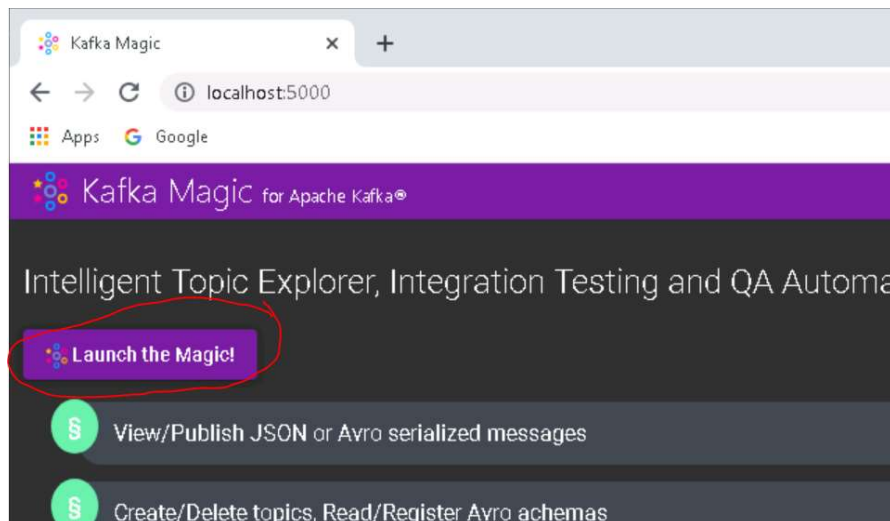 Kafka Magic
localhost:5000
Apps Google
Kafka Magic for Apache Kafka®
Intelligent Topic Explorer, Integration Testing and QA Automa
Launch the Magic!
§ View/Publish JSON or Avro serialized messages
§ Create/Delete topics, Read/Register Avro achemas